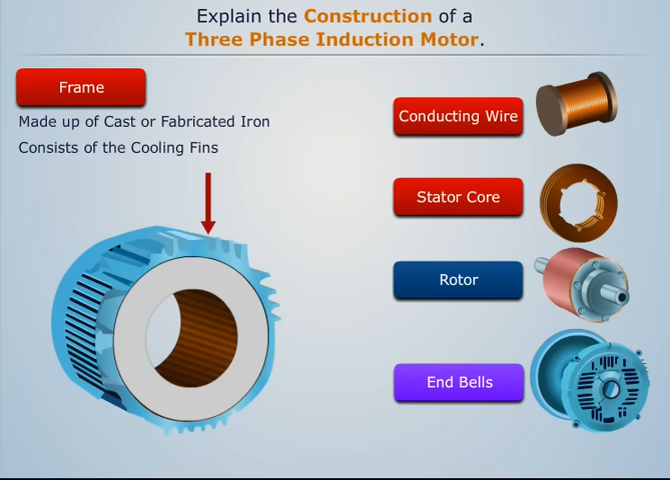 Explain the Construction of a
Three Phase Induction Motor.
Frame
Made up of Cast or Fabricated Iron
Consists of the Cooling Fins
Conducting Wire
Stator Core
Rotor
End Bells